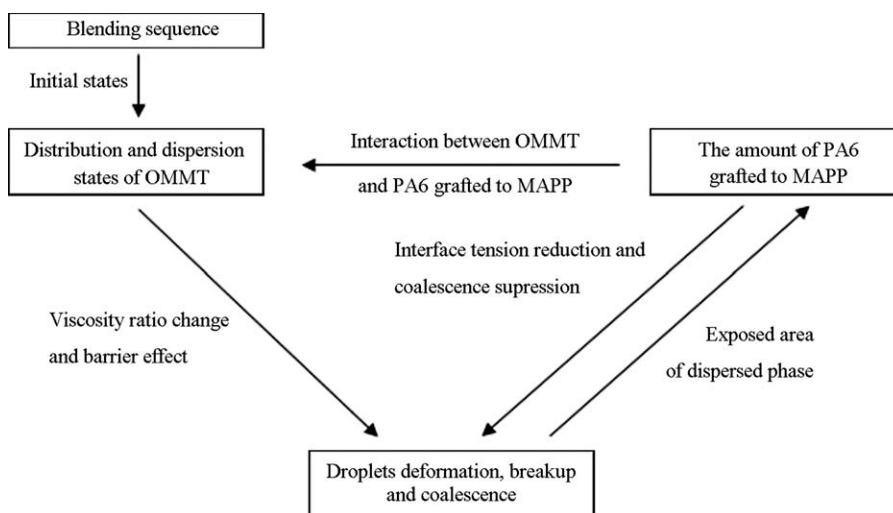 Blending sequence
Initial states
Distribution and dispersion
states of OMMT
Interaction between OMMT
and PA6 grafted to MAPP
The amount of PA6
grafted to MAPP
Interface tension reduction and
coalescence supression
Viscosity ratio change
and barrier effect
Exposed area
of dispersed phase
Droplets deformation, breakup
and coalescence